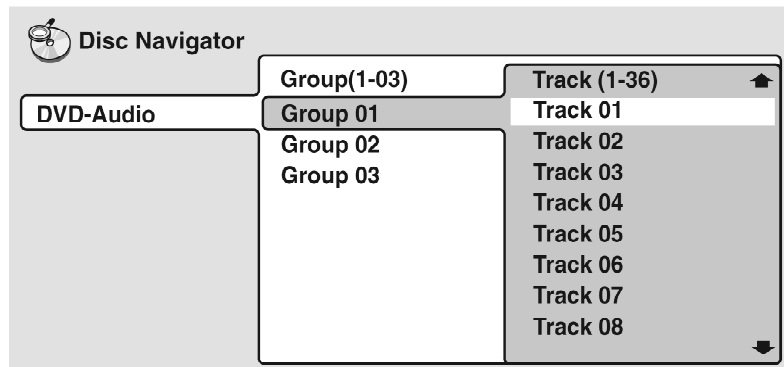 Disc Navigator
DVD-Audio
Group(1-03)
Group 01
Group 02
Group 03
Track (1-36)
Track 01
Track 02
Track 03
Track 04
Track 05
Track 06
Track 07
Track 08